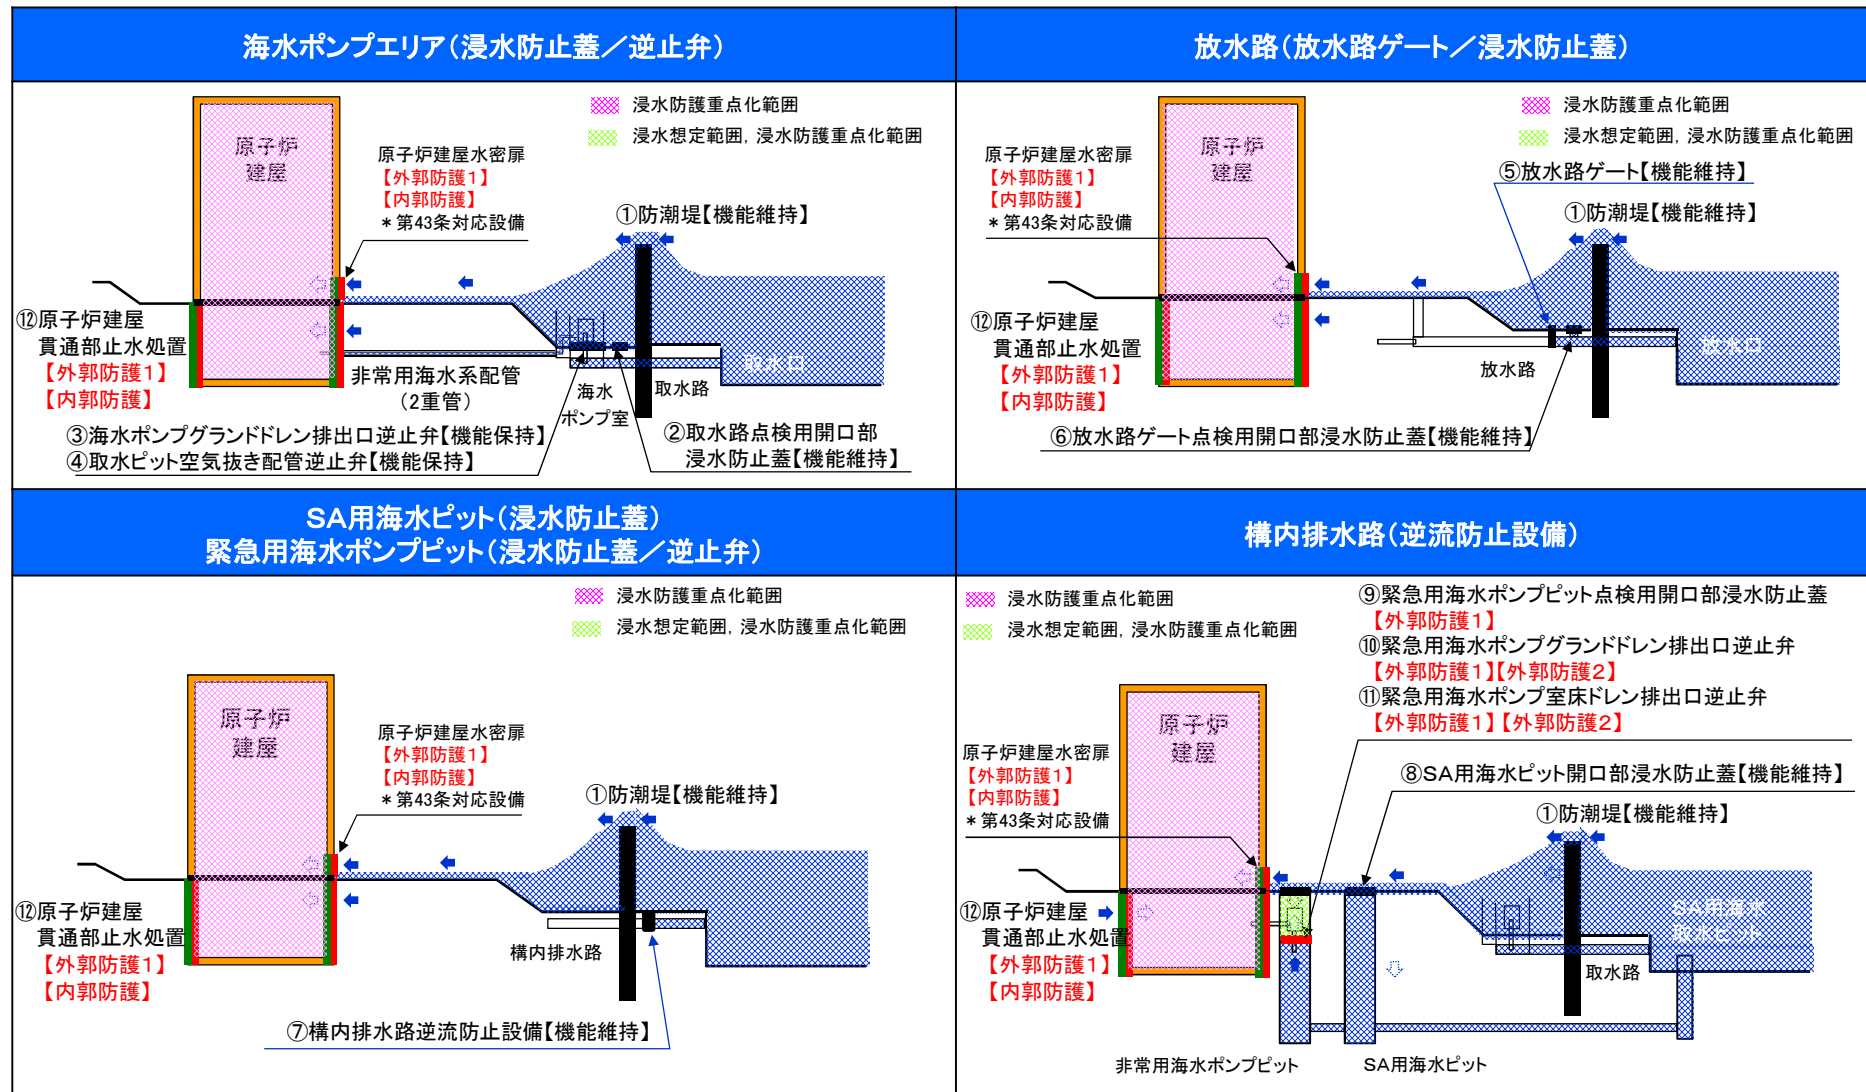 海水ポンプエリア(浸水防止蓋／逆止弁)
浸水防護重点化範囲
浸水想定範囲，浸水防護重点化範囲
原子炉
建屋
原子炉建屋水密扉
【外郭防護1】
【内郭防護】
＊第43条対応設備
①防潮堤【機能維持】
⑫原子炉建屋
貫通部止水処置
【外郭防護1】
【内郭防護】
非常用海水系配管
(2重管)
海水
ポンプ室
取水路
取水口
③海水ポンプグランドドレン排出口逆止弁【機能保持】
④取水ピット空気抜き配管逆止弁【機能保持】
②取水路点検用開口部
浸水防止蓋【機能維持】
放水路(放水路ゲート／浸水防止蓋)
浸水防護重点化範囲
浸水想定範囲，浸水防護重点化範囲
原子炉
建屋
原子炉建屋水密扉
【外郭防護1】
【内郭防護】
＊第43条対応設備
⑤放水路ゲート【機能維持】
①防潮堤【機能維持】
⑫原子炉建屋
貫通部止水処置
【外郭防護1】
【内郭防護】
放水路
放水口
⑥放水路ゲート点検用開口部浸水防止蓋【機能維持】
SA用海水ピット(浸水防止蓋)
緊急用海水ポンプピット(浸水防止蓋／逆止弁)
浸水防護重点化範囲
浸水想定範囲，浸水防護重点化範囲
原子炉
建屋
原子炉建屋水密扉
【外郭防護1】
【内郭防護】
＊第43条対応設備
①防潮堤【機能維持】
⑫原子炉建屋
貫通部止水処置
【外郭防護1】
【内郭防護】
構内排水路
⑦構内排水路逆流防止設備【機能維持】
構内排水路(逆流防止設備)
浸水防護重点化範囲
浸水想定範囲，浸水防護重点化範囲
⑨緊急用海水ポンプピット点検用開口部浸水防止蓋
【外郭防護1】
⑩緊急用海水ポンプグランドドレン排出口逆止弁
【外郭防護1】【外郭防護2】
⑪緊急用海水ポンプ室床ドレン排出口逆止弁
【外郭防護1】【外郭防護2】
原子炉
建屋
原子炉建屋水密扉
【外郭防護1】
【内郭防護】
＊第43条対応設備
⑧SA用海水ピット開口部浸水防止蓋【機能維持】
①防潮堤【機能維持】
⑫原子炉建屋
貫通部止水処置
【外郭防護1】
【内郭防護】
SA用海水
取水ピット
取水路
非常用海水ポンプピット
SA用海水ピット